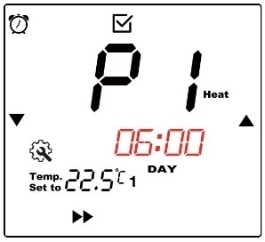 P1
Heat
06:00
Temp.
Set to 22.5℃ 1
DAY